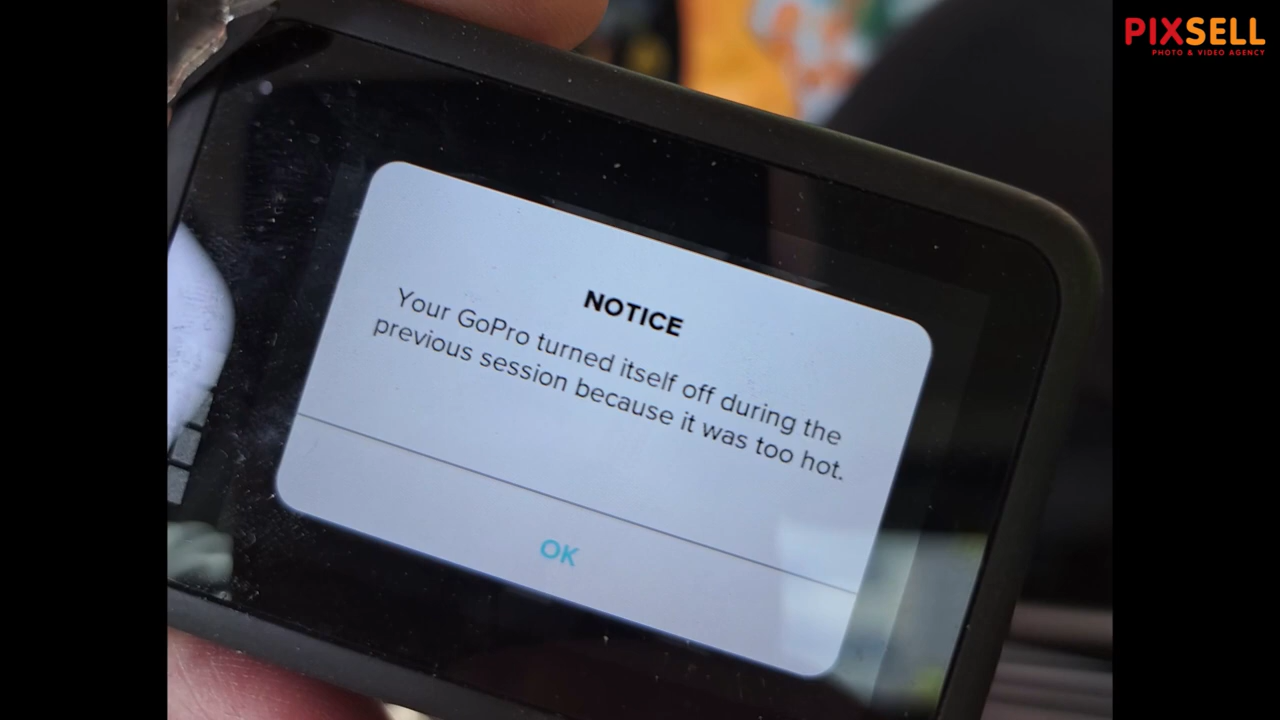 PIXSELL
PHOTO & VIDEO AGENCY
NOTICE
Your GoPro turned itself off during the
previous session because it was too hot.
OK